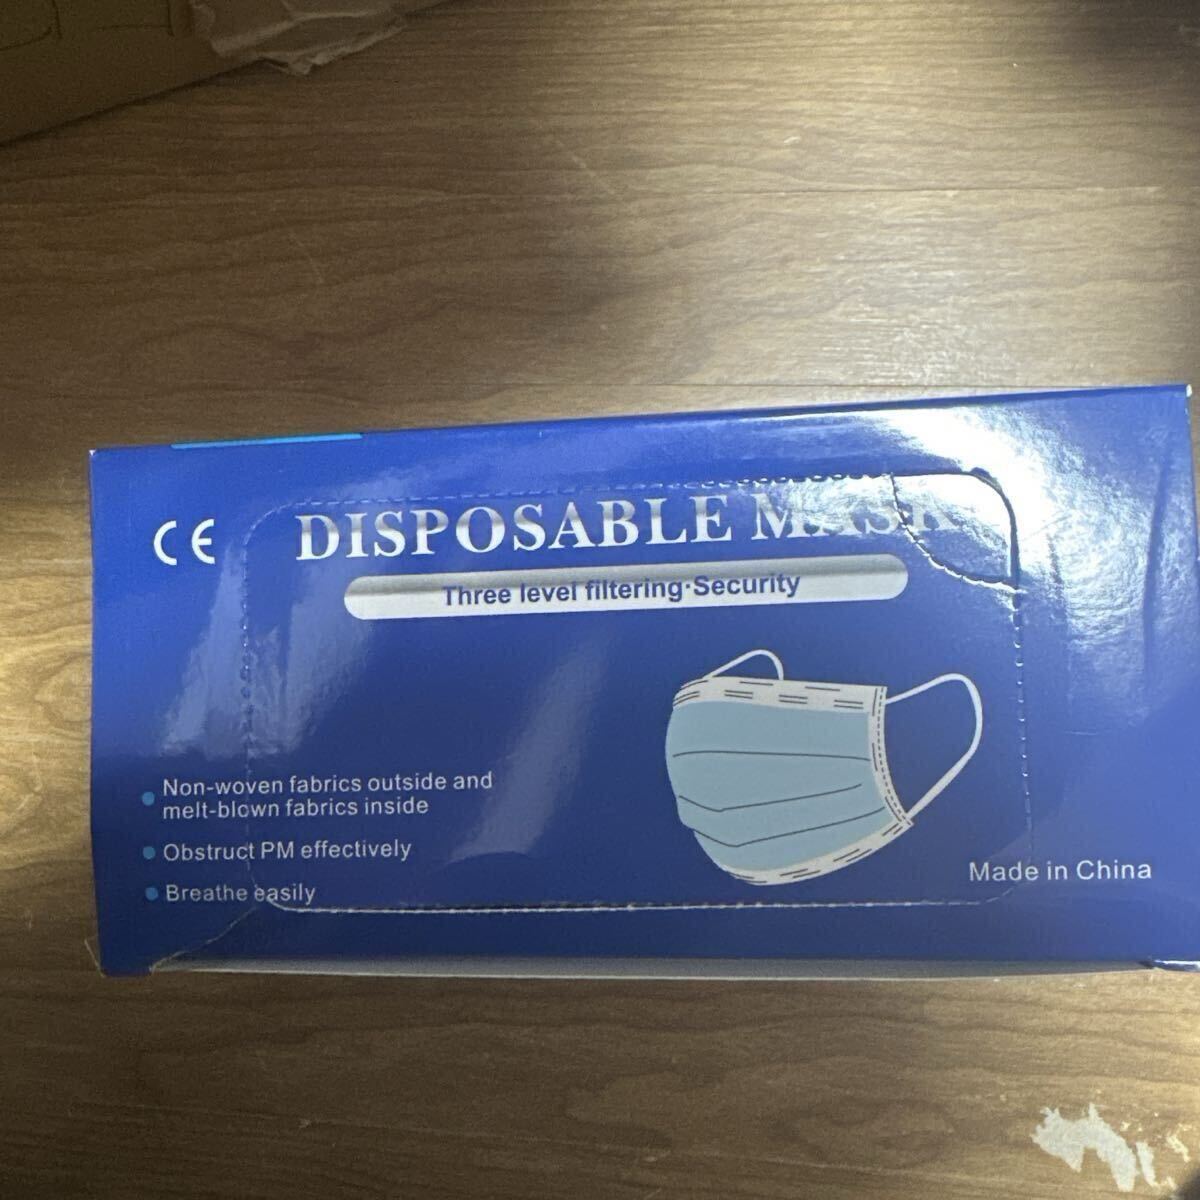 CE
DISPOSABLE MASK
Three level filtering·Security
Non-woven fabrics outside and
melt-blown fabrics inside
Obstruct PM effectively
Breathe easily
Made in China